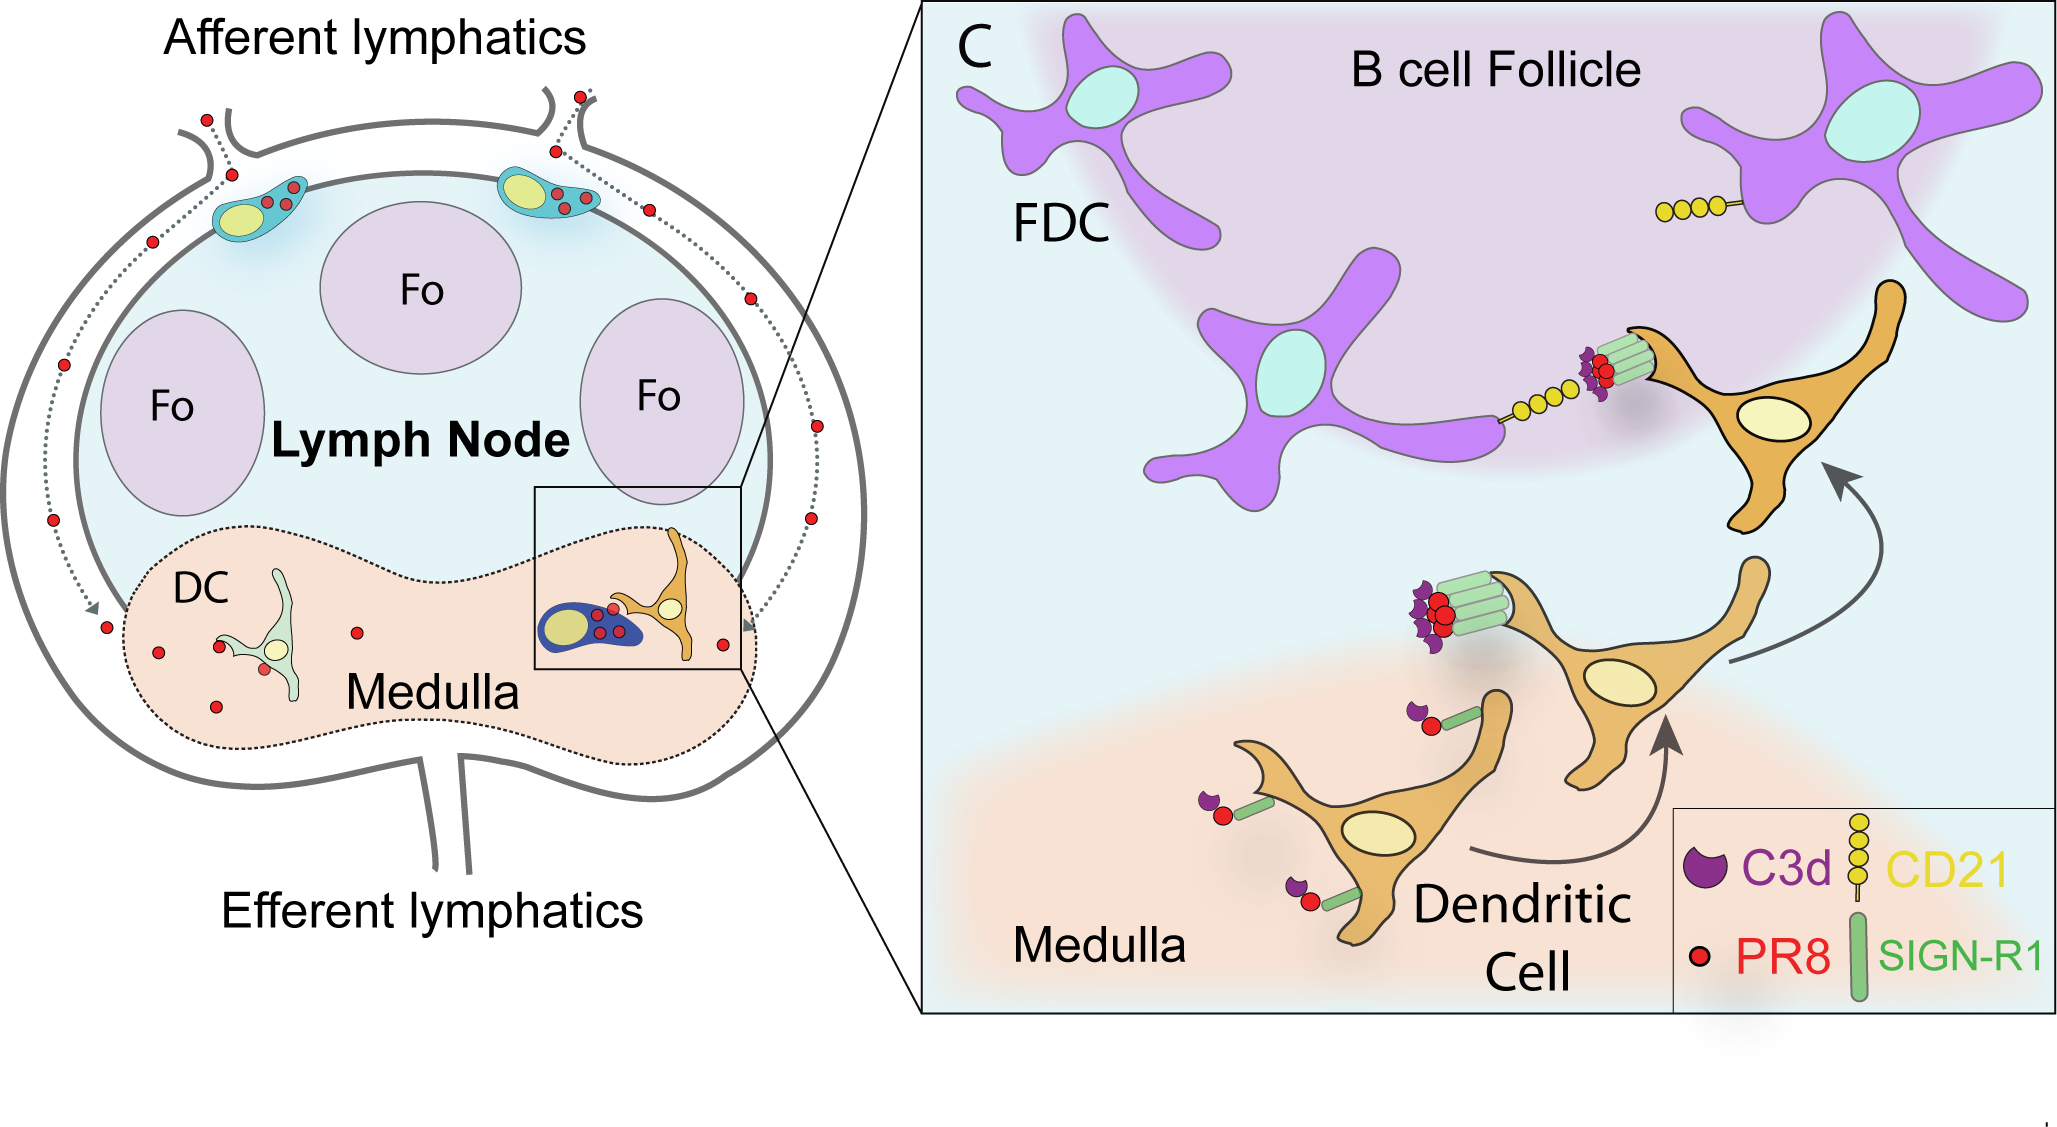 Afferent lymphatics
Fo
Fo
Fo
Lymph Node
DC
Medulla
Efferent lymphatics
C
B cell Follicle
FDC
Medulla
Dendritic
Cell
C3d
CD21
PR8
SIGN-R1